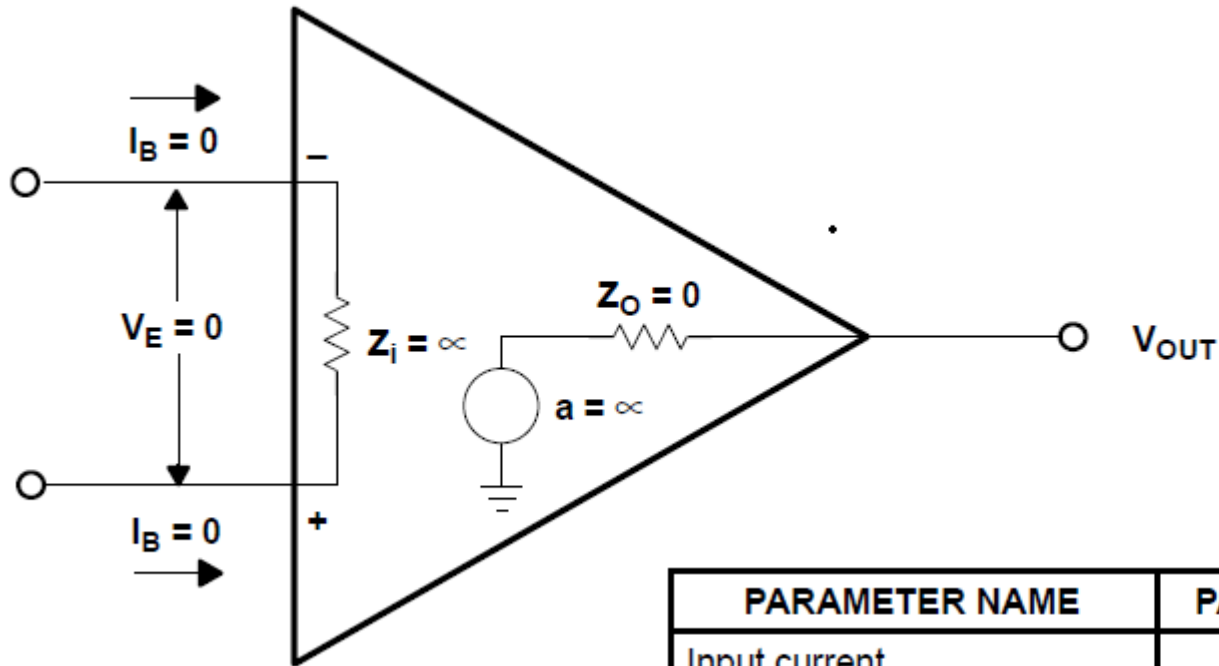 I_B = 0
–
V_E = 0
Z_i = ∝
Z_O = 0
a = ∝
V_OUT
+
I_B = 0
PARAMETER NAME
Input current